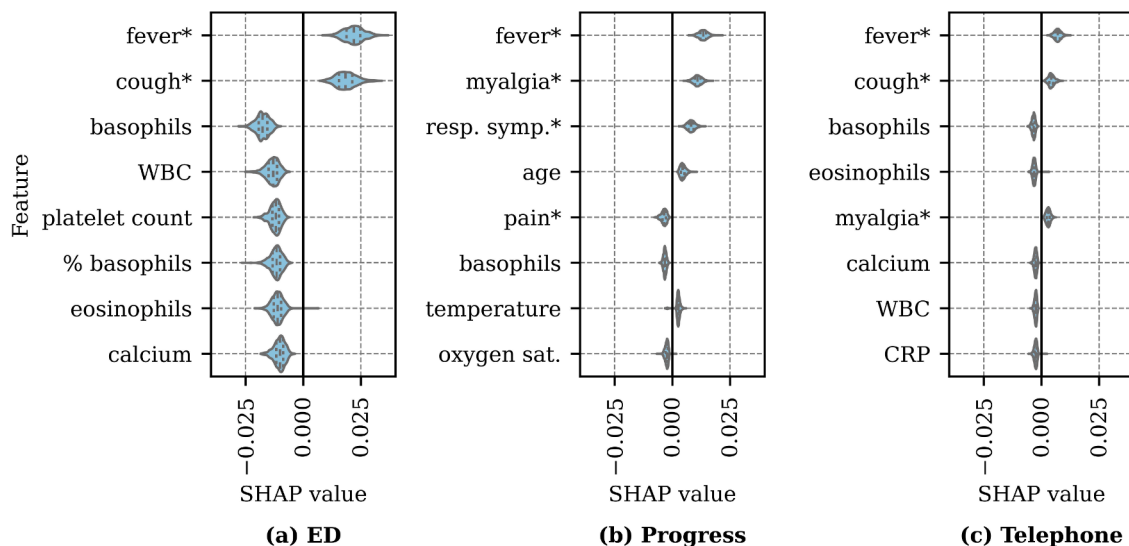 Feature
fever*
cough*
basophils
WBC
platelet count
% basophils
eosinophils
calcium
−0.025
0.000
0.025
SHAP value
(a) ED
fever*
myalgia*
resp. symp.*
age
pain*
basophils
temperature
oxygen sat.
−0.025
0.000
0.025
SHAP value
(b) Progress
fever*
cough*
basophils
eosinophils
myalgia*
calcium
WBC
CRP
−0.025
0.000
0.025
SHAP value
(c) Telephone